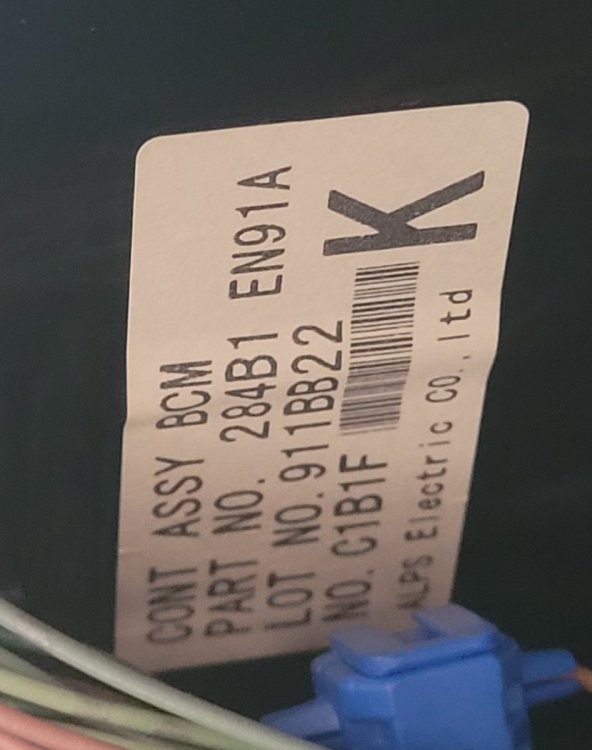 CONT ASSY BCM
PART NO. 284B1 EN91A
LOT NO.911BB22
NO.C1B1F
K
ALPS Electric CO.,ltd